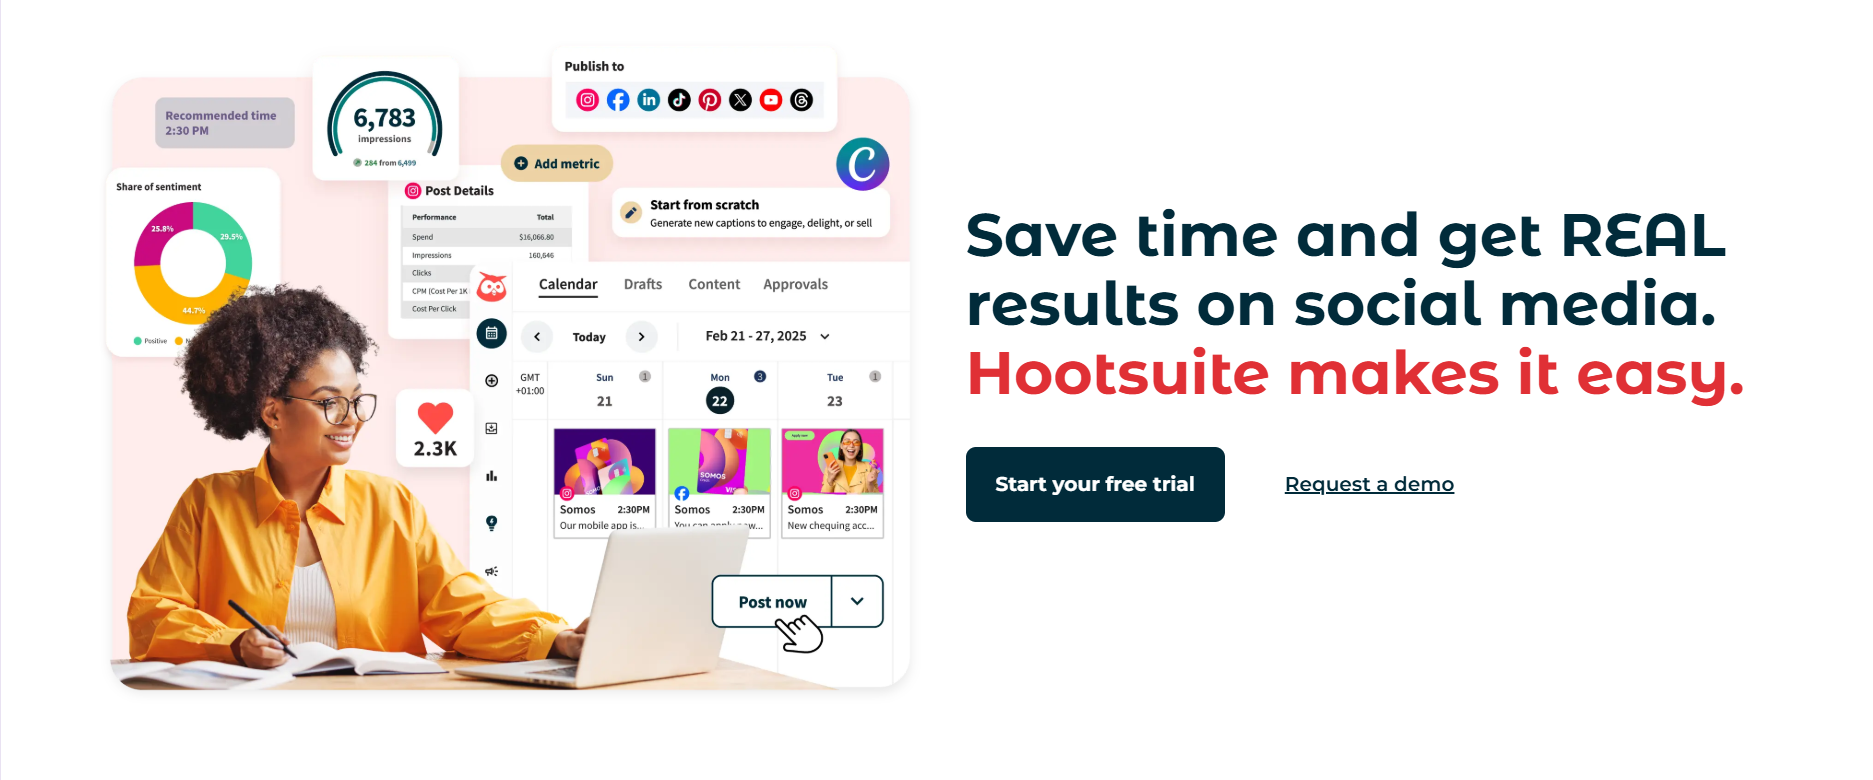 Recommended time
2:30 PM
6,783
impressions
284 from 6,499
Publish to
Add metric
C
Start from scratch
Generate new captions to engage, delight, or sell
Share of sentiment
25.8%
29.5%
44.7%
Positive
Post Details
Performance Total
Spend $16,066.80
Impressions 160,646
Clicks
CPM (Cost Per 1K
Cost Per Click
Calendar Drafts Content Approvals
Today
Feb 21 - 27, 2025
GMT
+01:00
Sun 1
21
Mon 3
22
Tue 1
23
2.3K
SOMOS
Apply now
Somos 2:30PM
Our mobile app is...
Somos 2:30PM
You can apply now...
Somos 2:30PM
New chequing acc...
Post now
Save time and get REAL
results on social media.
Hootsuite makes it easy.
Start your free trial
Request a demo